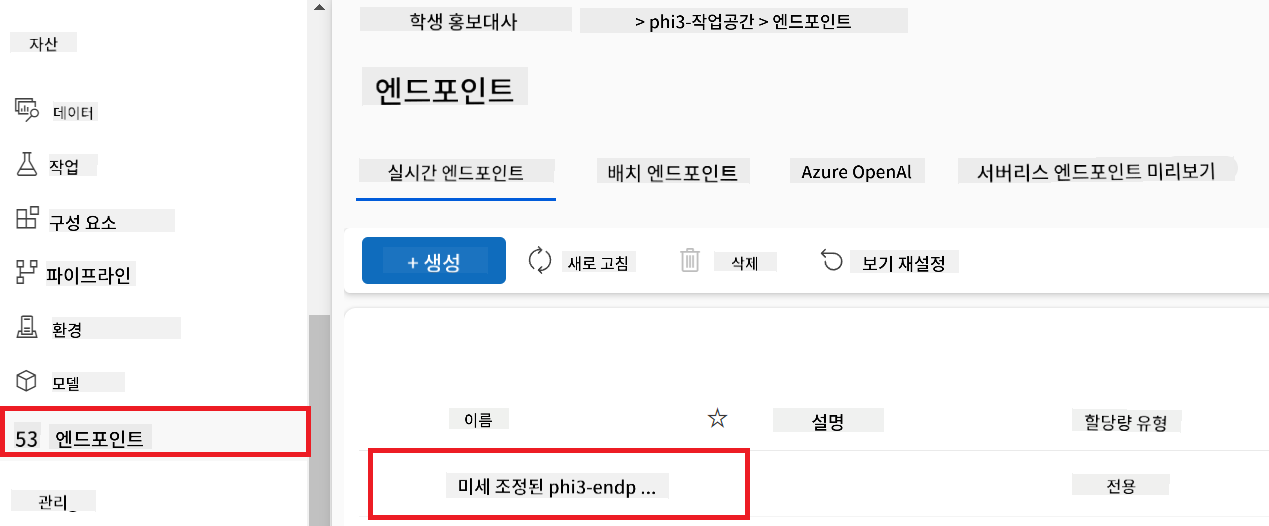 자산
데이터
작업
구성 요소
파이프라인
환경
모델
53 엔드포인트
관리
학생 홍보대사 > phi3-작업공간 > 엔드포인트
엔드포인트
실시간 엔드포인트 배치 엔드포인트 Azure OpenAI 서버리스 엔드포인트 미리보기
+ 생성 새로 고침 삭제 보기 재설정
이름 설명 할당량 유형
미세 조정된 phi3-endp ... 전용